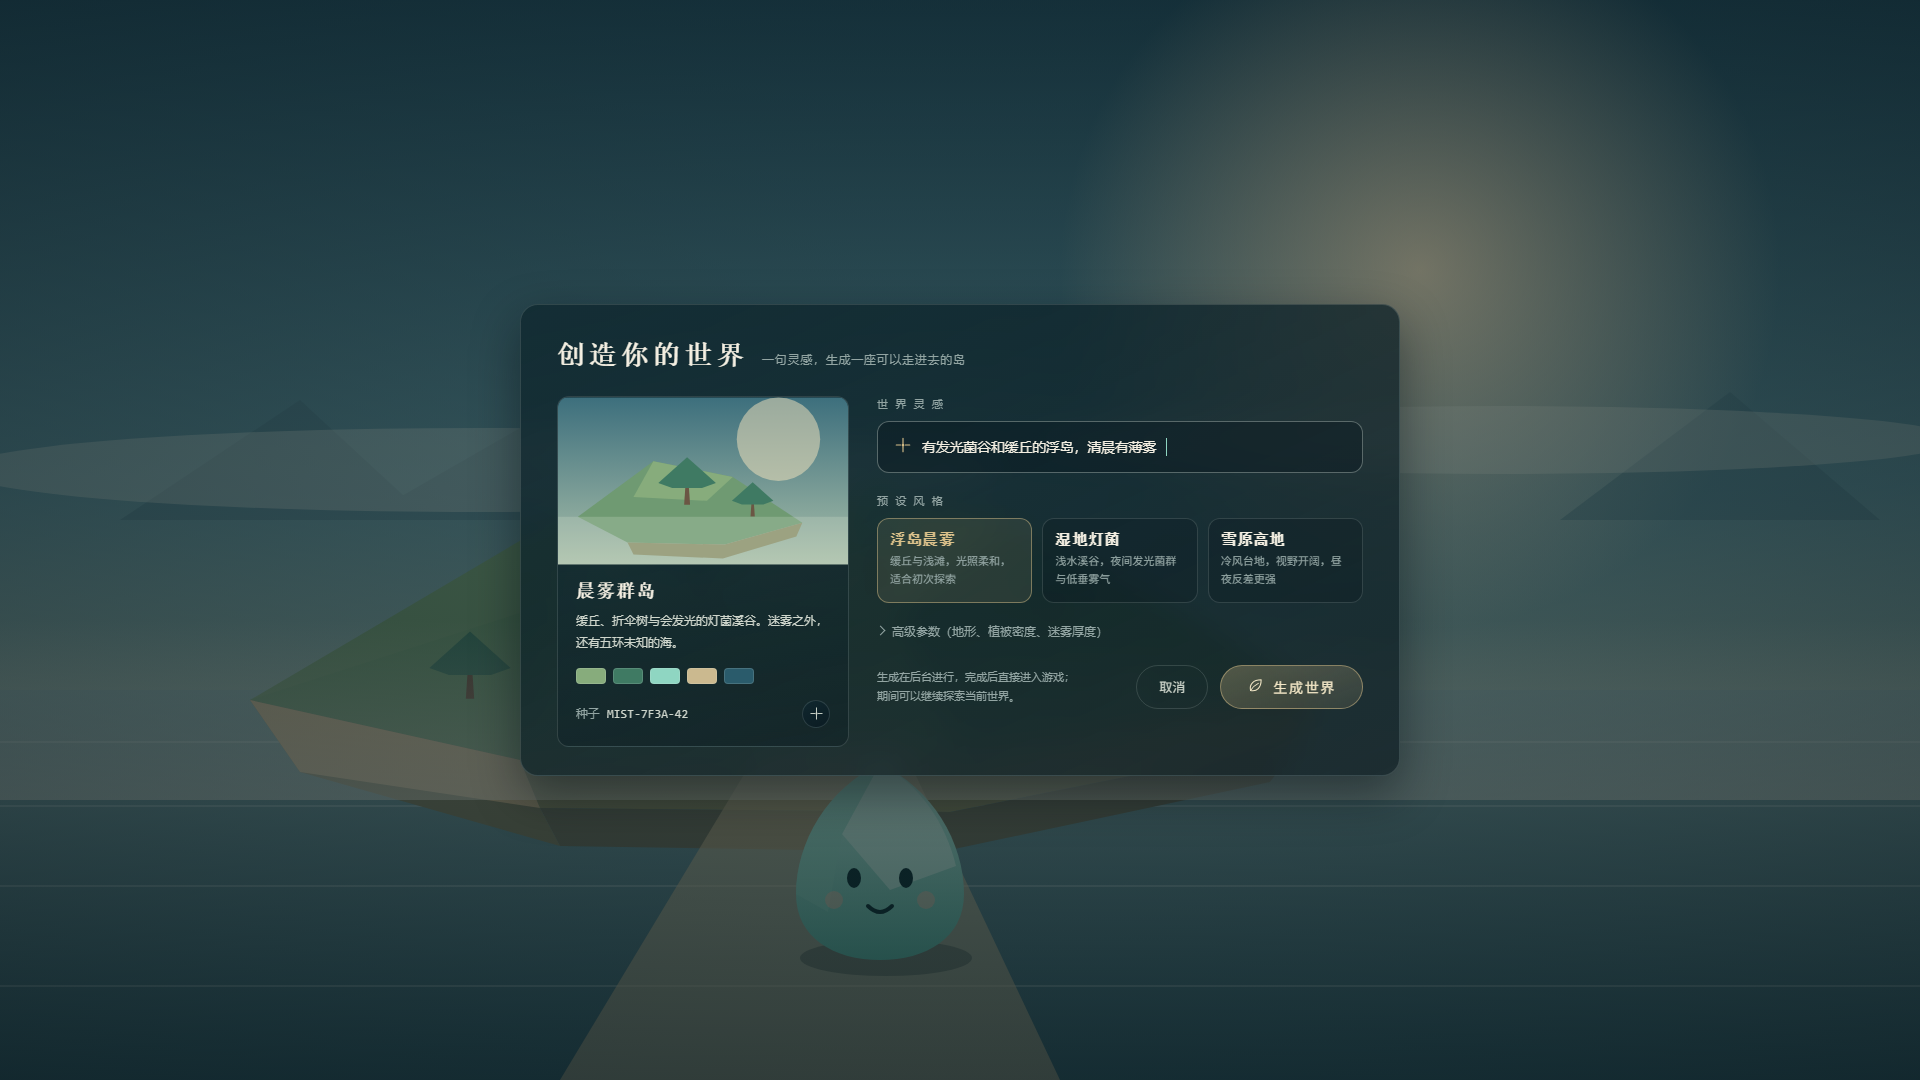 创造你的世界
一句灵感，生成一座可以走进去的岛
晨雾群岛
缓丘、折伞树与会发光的灯菌溪谷。迷雾之外，
还有五环未知的海。
种子 MIST-7F3A-42
世界灵感
有发光菌谷和缓丘的浮岛，清晨有薄雾
预设风格
浮岛晨雾
缓丘与浅滩，光照柔和，
适合初次探索
湿地灯菌
浅水溪谷，夜间发光菌群
与低垂雾气
雪原高地
冷风台地，视野开阔，昼
夜反差更强
高级参数（地形、植被密度、迷雾厚度）
生成在后台进行，完成后直接进入游戏；
期间可以继续探索当前世界。
取消
生成世界